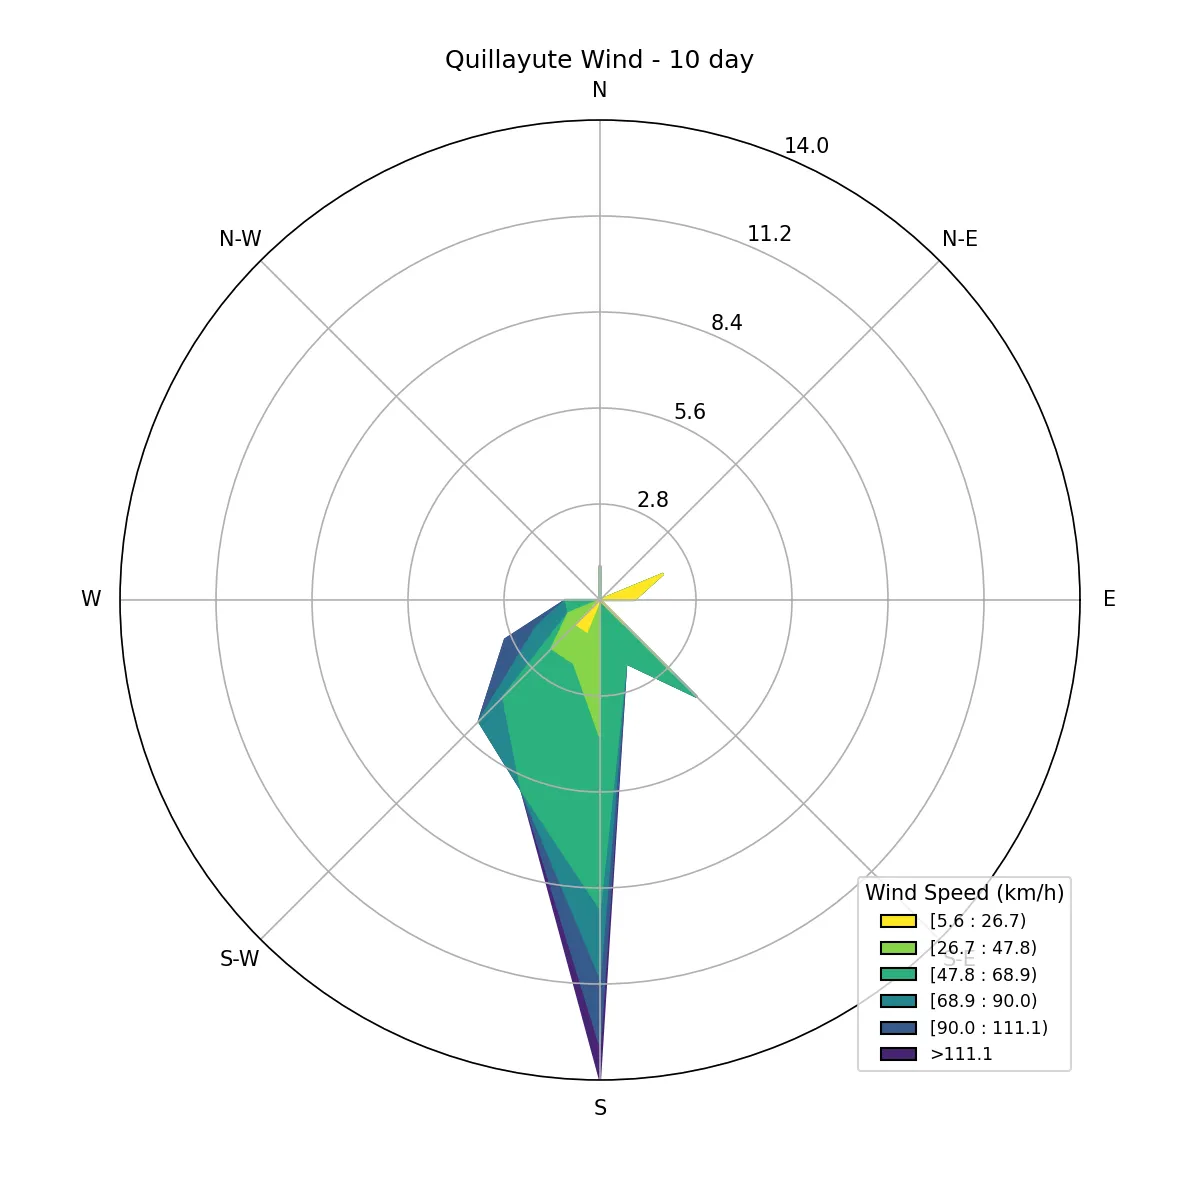 Quillayute Wind - 10 day
N
14.0
N-W
11.2
N-E
8.4
5.6
2.8
W
E
S-W
S-E
Wind Speed (km/h)
[5.6 : 26.7)
[26.7 : 47.8)
[47.8 : 68.9)
[68.9 : 90.0)
[90.0 : 111.1)
>111.1
S